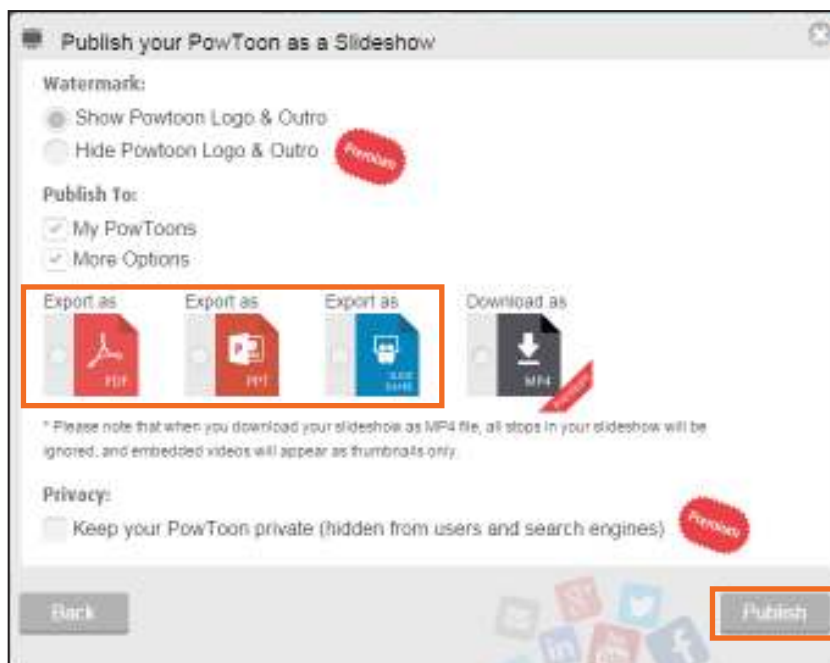 Publish your PowToon as a Slideshow
Watermark:
Show Powtoon Logo & Outro
Hide Powtoon Logo & Outro Premium
Publish To:
My PowToons
More Options
Export as Export as Export as Download as
PDF PPT SLIDE SHARE MP4 Premium
* Please note that when you download your slideshow as MP4 file, all stops in your slideshow will be
ignored, and embedded videos will appear as thumbnails only.
Privacy:
Keep your PowToon private (hidden from users and search engines) Premium
Back Publish